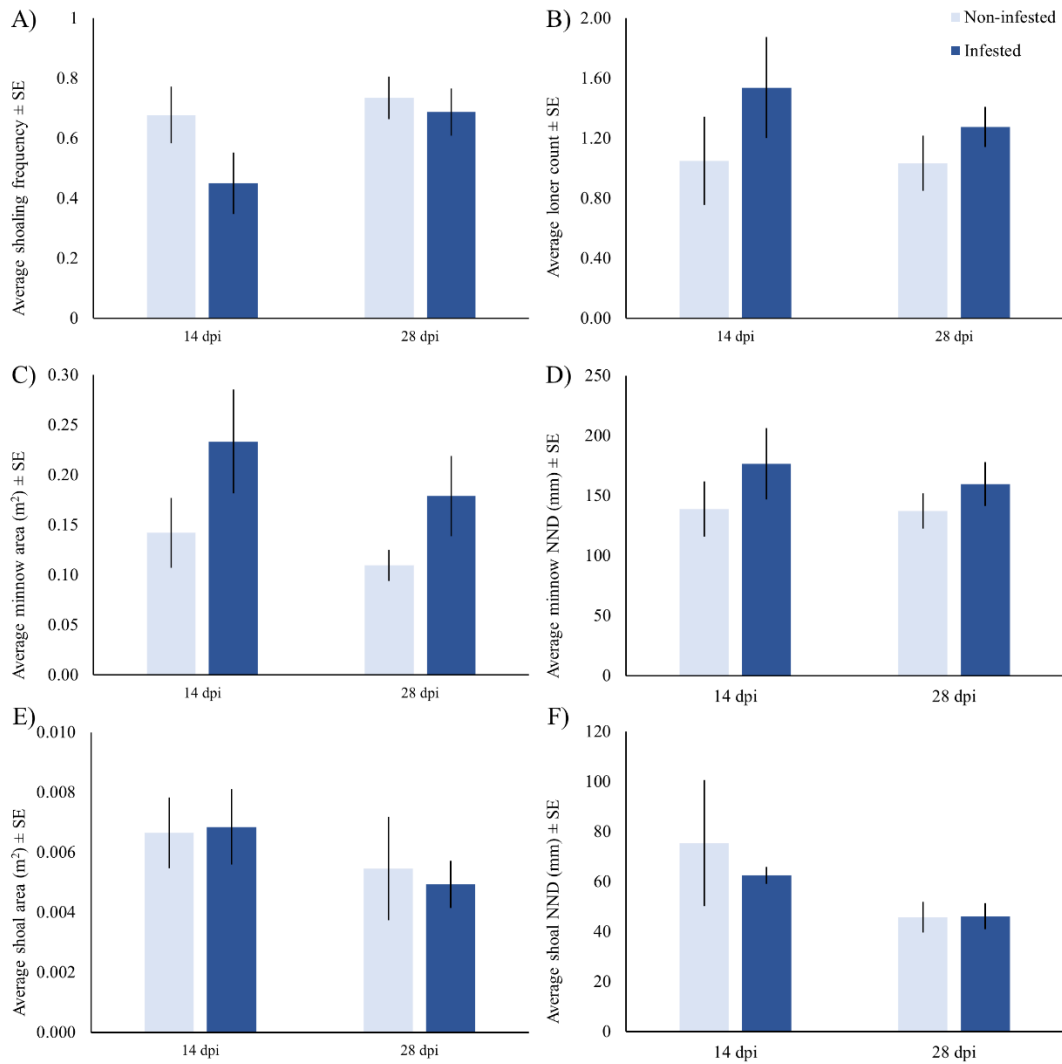 A)
Average shoaling frequency ± SE
1
0.8
0.6
0.4
0.2
0
14 dpi
28 dpi
B)
Average loner count ± SE
2.00
1.60
1.20
0.80
0.40
0.00
14 dpi
28 dpi
Non-infested
Infested
C)
Average minnow area (m²) ± SE
0.30
0.25
0.20
0.15
0.10
0.05
0.00
14 dpi
28 dpi
D)
Average minnow NND (mm) ± SE
250
200
150
100
50
0
14 dpi
28 dpi
E)
Average shoal area (m²) ± SE
0.010
0.008
0.006
0.004
0.002
0.000
14 dpi
28 dpi
F)
Average shoal NND (mm) ± SE
120
100
80
60
40
20
0
14 dpi
28 dpi